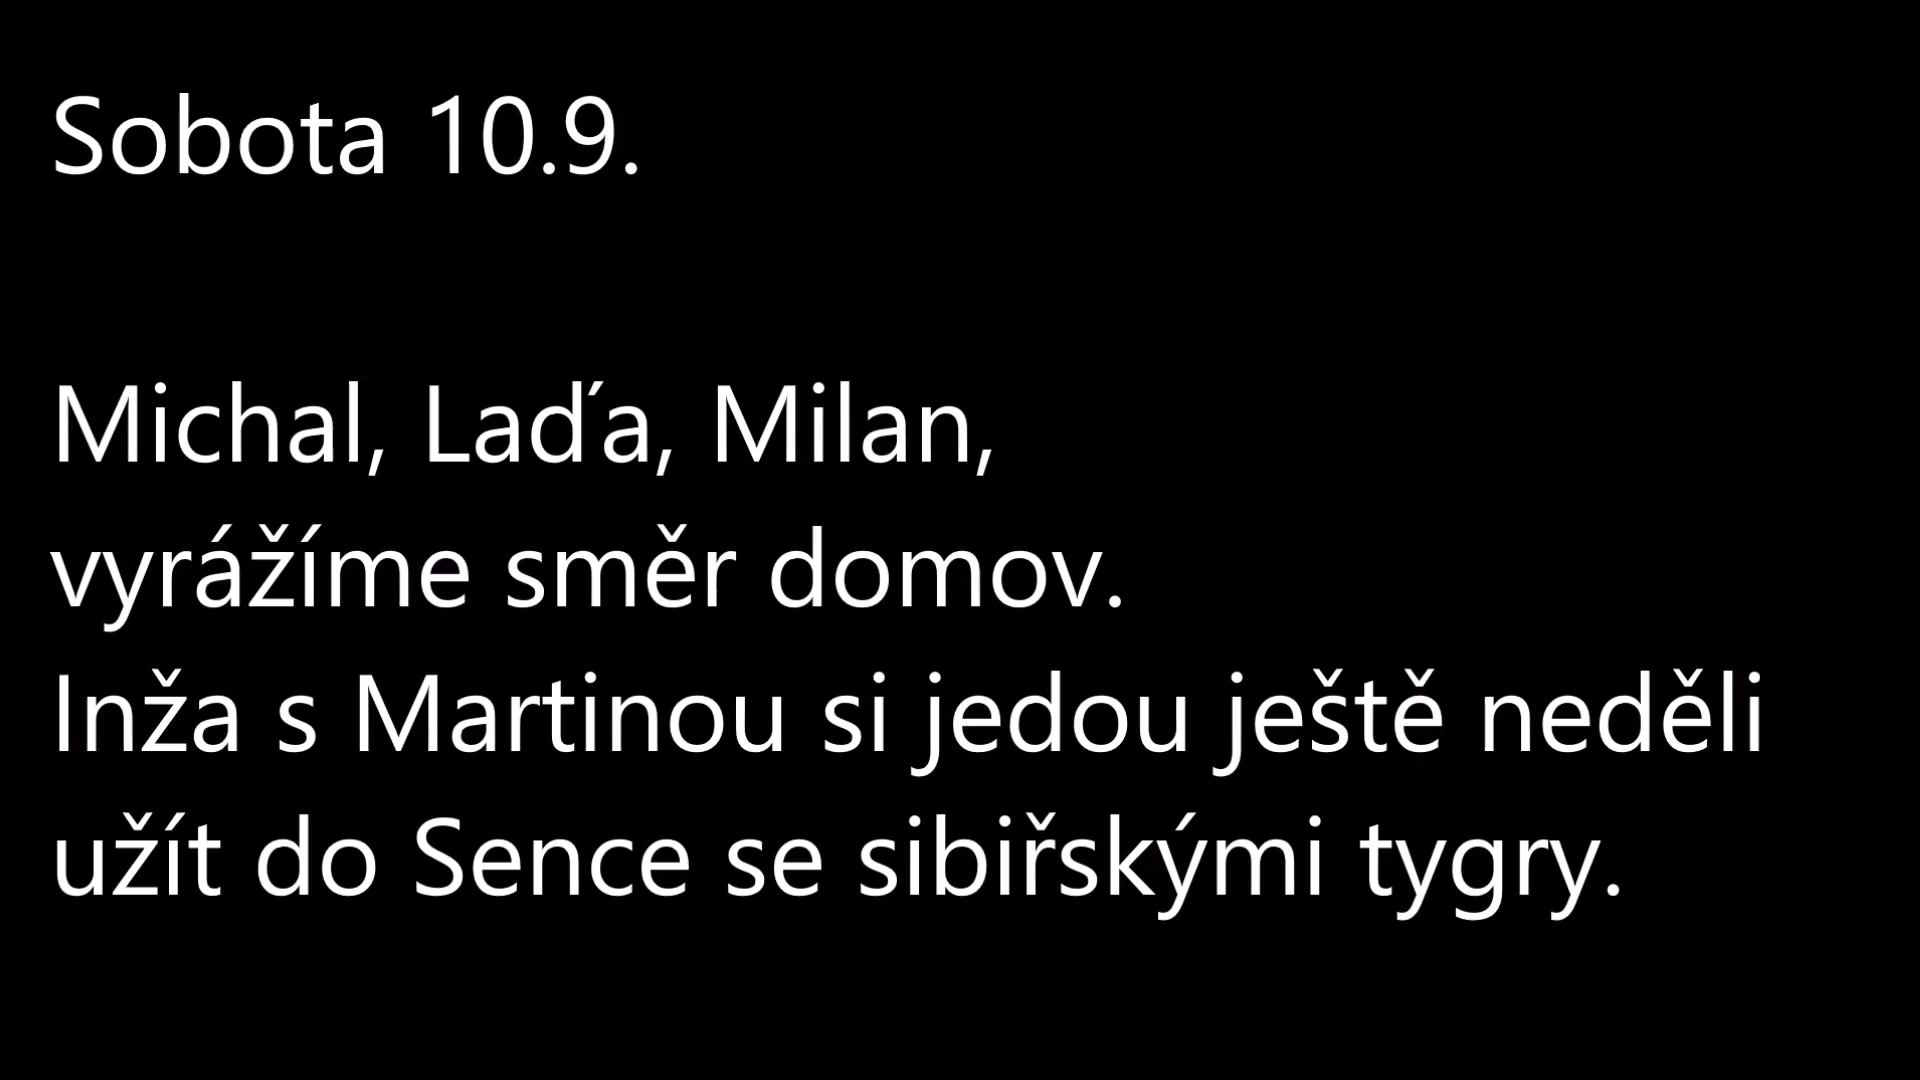 Sobota 10.9.
Michal, Laďa, Milan,
vyrážíme směr domov.
Inža s Martinou si jedou ještě neděli
užít do Sence se sibiřskými tygry.